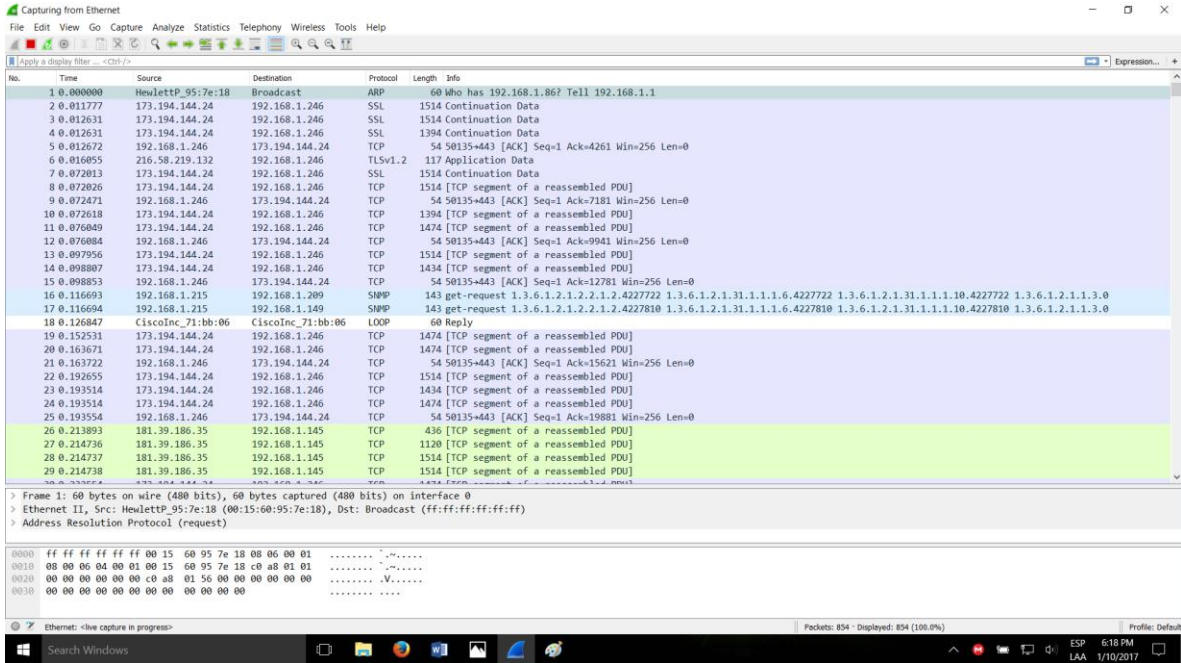 Capturing from Ethernet
File Edit View Go Capture Analyze Statistics Telephony Wireless Tools Help
Apply a display filter ... <Ctrl-/> Expression... +
No. Time Source Destination Protocol Length Info
1 0.000000 HewlettP_95:7e:18 Broadcast ARP 60 Who has 192.168.1.86? Tell 192.168.1.1
2 0.011777 173.194.144.24 192.168.1.246 SSL 1514 Continuation Data
3 0.012631 173.194.144.24 192.168.1.246 SSL 1514 Continuation Data
4 0.012631 173.194.144.24 192.168.1.246 SSL 1394 Continuation Data
5 0.012672 192.168.1.246 173.194.144.24 TCP 54 50135→443 [ACK] Seq=1 Ack=4261 Win=256 Len=0
6 0.016055 216.58.219.132 192.168.1.246 TLSv1.2 117 Application Data
7 0.072013 173.194.144.24 192.168.1.246 SSL 1514 Continuation Data
8 0.072026 173.194.144.24 192.168.1.246 TCP 1514 [TCP segment of a reassembled PDU]
9 0.072471 192.168.1.246 173.194.144.24 TCP 54 50135→443 [ACK] Seq=1 Ack=7181 Win=256 Len=0
10 0.072618 173.194.144.24 192.168.1.246 TCP 1394 [TCP segment of a reassembled PDU]
11 0.076049 173.194.144.24 192.168.1.246 TCP 1474 [TCP segment of a reassembled PDU]
12 0.076084 192.168.1.246 173.194.144.24 TCP 54 50135→443 [ACK] Seq=1 Ack=9941 Win=256 Len=0
13 0.097956 173.194.144.24 192.168.1.246 TCP 1514 [TCP segment of a reassembled PDU]
14 0.098807 173.194.144.24 192.168.1.246 TCP 1434 [TCP segment of a reassembled PDU]
15 0.098853 192.168.1.246 173.194.144.24 TCP 54 50135→443 [ACK] Seq=1 Ack=12781 Win=256 Len=0
16 0.116693 192.168.1.215 192.168.1.209 SNMP 143 get-request 1.3.6.1.2.1.2.2.1.2.4227722 1.3.6.1.2.1.31.1.1.1.6.4227722 1.3.6.1.2.1.31.1.1.1.10.4227722 1.3.6.1.2.1.1.3.0
17 0.116694 192.168.1.215 192.168.1.149 SNMP 143 get-request 1.3.6.1.2.1.2.2.1.2.4227810 1.3.6.1.2.1.31.1.1.1.6.4227810 1.3.6.1.2.1.31.1.1.1.10.4227810 1.3.6.1.2.1.1.3.0
18 0.126847 CiscoInc_71:bb:06 CiscoInc_71:bb:06 LOOP 60 Reply
19 0.152531 173.194.144.24 192.168.1.246 TCP 1474 [TCP segment of a reassembled PDU]
20 0.163671 173.194.144.24 192.168.1.246 TCP 1474 [TCP segment of a reassembled PDU]
21 0.163722 192.168.1.246 173.194.144.24 TCP 54 50135→443 [ACK] Seq=1 Ack=15621 Win=256 Len=0
22 0.192655 173.194.144.24 192.168.1.246 TCP 1514 [TCP segment of a reassembled PDU]
23 0.193514 173.194.144.24 192.168.1.246 TCP 1434 [TCP segment of a reassembled PDU]
24 0.193514 173.194.144.24 192.168.1.246 TCP 1474 [TCP segment of a reassembled PDU]
25 0.193554 192.168.1.246 173.194.144.24 TCP 54 50135→443 [ACK] Seq=1 Ack=19881 Win=256 Len=0
26 0.213893 181.39.186.35 192.168.1.145 TCP 436 [TCP segment of a reassembled PDU]
27 0.214736 181.39.186.35 192.168.1.145 TCP 1120 [TCP segment of a reassembled PDU]
28 0.214737 181.39.186.35 192.168.1.145 TCP 1514 [TCP segment of a reassembled PDU]
29 0.214738 181.39.186.35 192.168.1.145 TCP 1514 [TCP segment of a reassembled PDU]
> Frame 1: 60 bytes on wire (480 bits), 60 bytes captured (480 bits) on interface 0
> Ethernet II, Src: HewlettP_95:7e:18 (00:15:60:95:7e:18), Dst: Broadcast (ff:ff:ff:ff:ff:ff)
> Address Resolution Protocol (request)
0000 ff ff ff ff ff ff 00 15 60 95 7e 18 08 06 00 01 ........ `.~.....
0010 08 00 06 04 00 01 00 15 60 95 7e 18 c0 a8 01 01 ........ `.~.....
0020 00 00 00 00 00 00 c0 a8 01 56 00 00 00 00 00 00 ........ .V......
0030 00 00 00 00 00 00 00 00 00 00 00 00 ........ ....
Ethernet: <live capture in progress> Packets: 854 · Displayed: 854 (100.0%) Profile: Default
Search Windows ESP 6:18 PM
LAA 1/10/2017